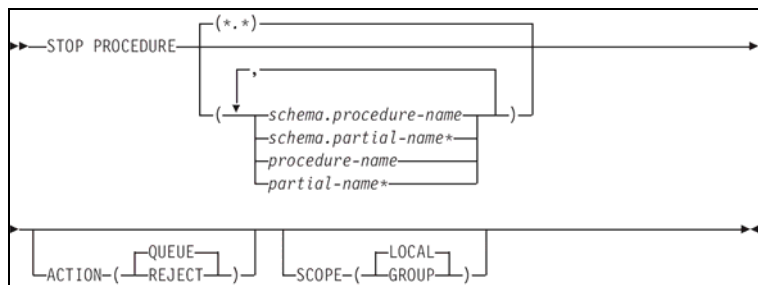 (*.*)
STOP PROCEDURE
,
( schema.procedure-name )
schema.partial-name*
procedure-name
partial-name*
QUEUE LOCAL
ACTION ( REJECT ) SCOPE ( GROUP )